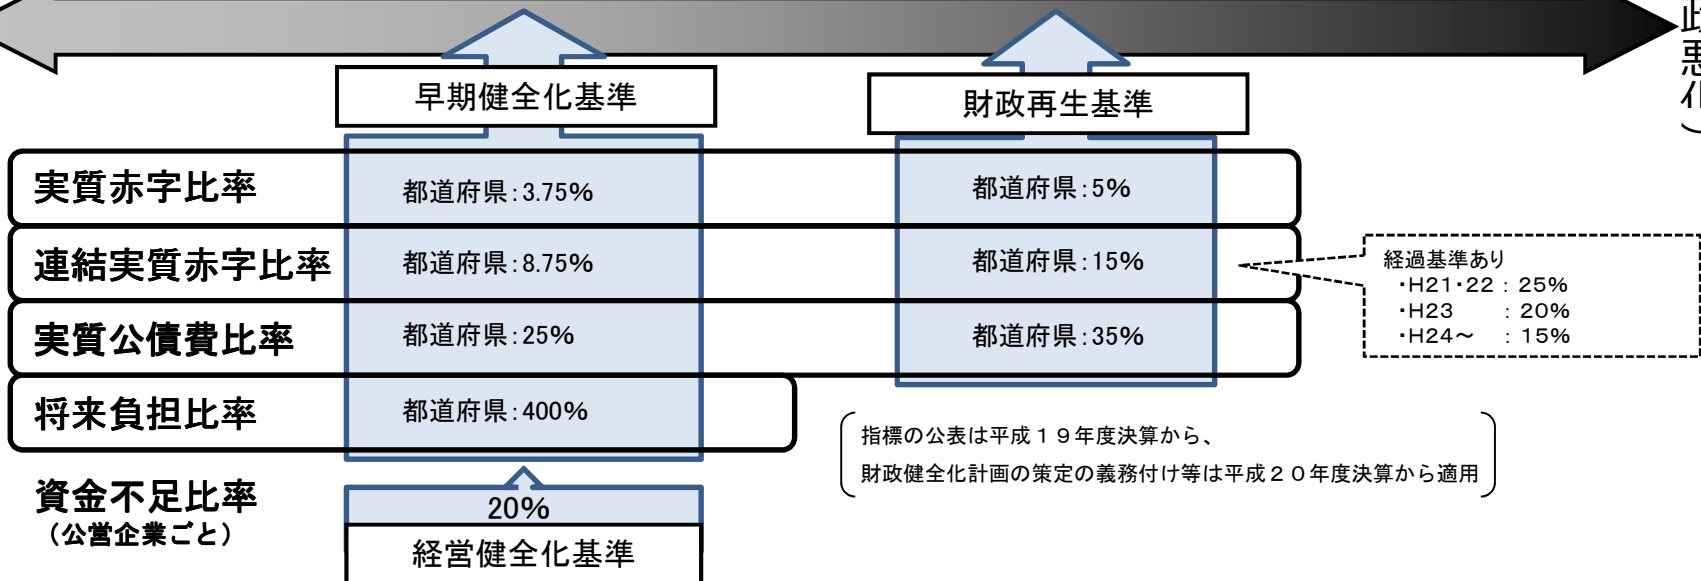 政悪化）
早期健全化基準
財政再生基準
実質赤字比率
都道府県：3.75%
都道府県：5%
連結実質赤字比率
都道府県：8.75%
都道府県：15%
経過基準あり
・H21・22 ： 25%
・H23 ： 20%
・H24～ ： 15%
実質公債費比率
都道府県：25%
都道府県：35%
将来負担比率
都道府県：400%
指標の公表は平成１９年度決算から、
財政健全化計画の策定の義務付け等は平成２０年度決算から適用
資金不足比率
（公営企業ごと）
20%
経営健全化基準